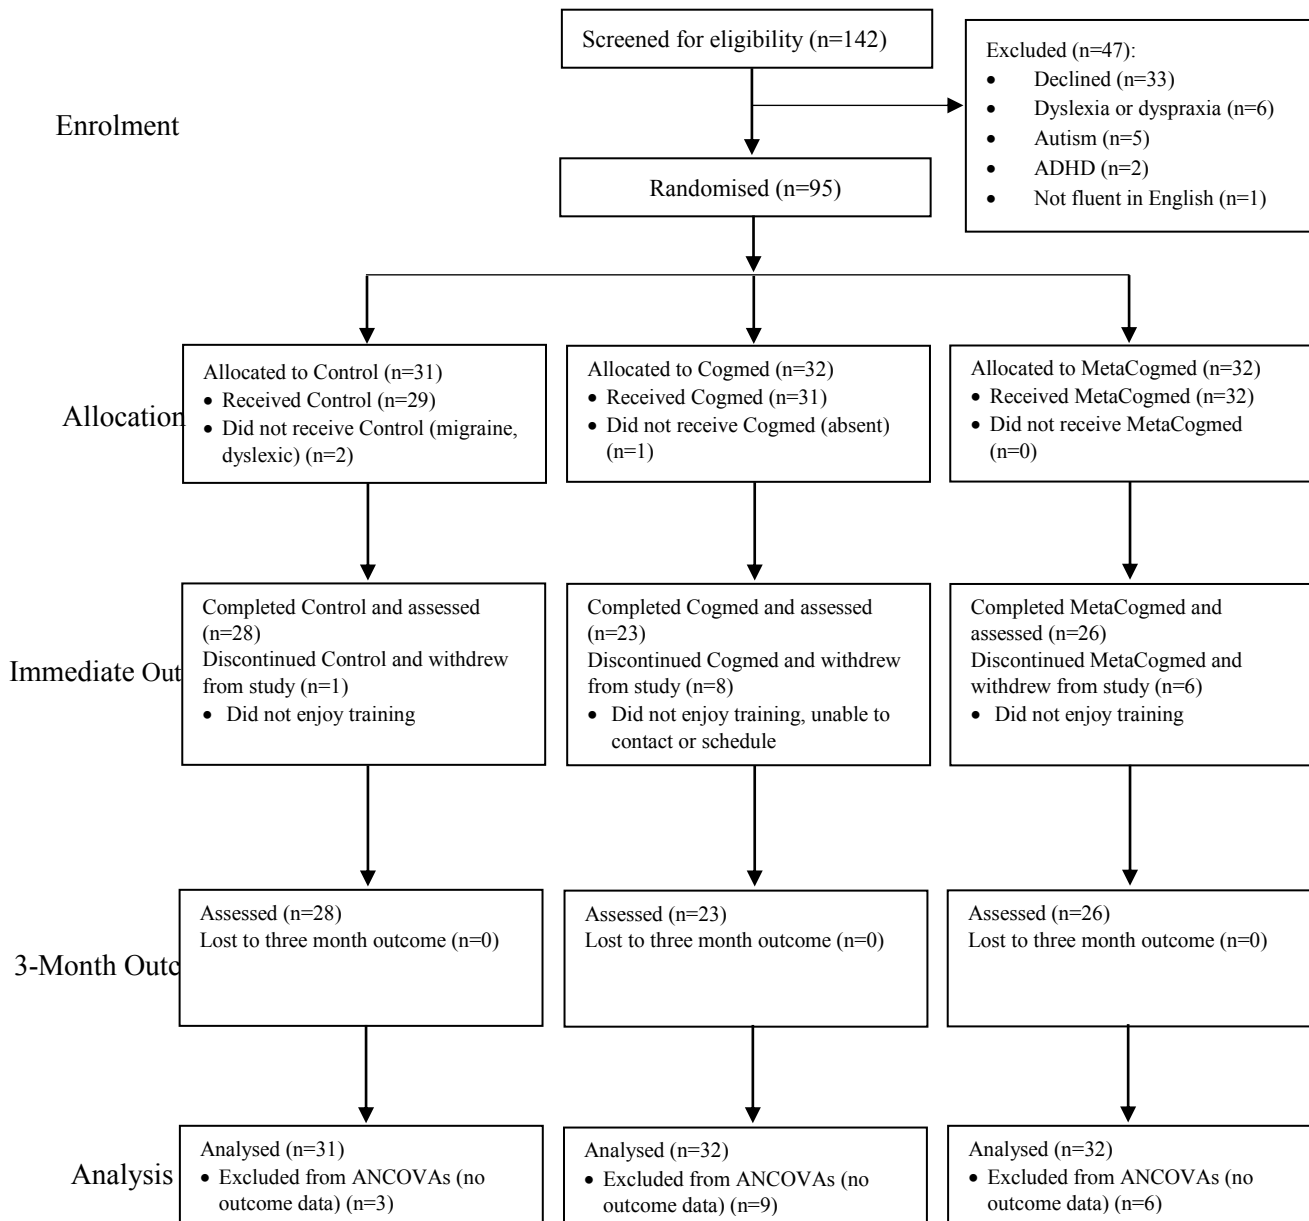 Screened for eligibility (n=142)
Excluded (n=47):
• Declined (n=33)
• Dyslexia or dyspraxia (n=6)
• Autism (n=5)
• ADHD (n=2)
• Not fluent in English (n=1)
Enrolment
Randomised (n=95)
Allocation
Allocated to Control (n=31)
• Received Control (n=29)
• Did not receive Control (migraine,
dyslexic) (n=2)
Allocated to Cogmed (n=32)
• Received Cogmed (n=31)
• Did not receive Cogmed (absent)
(n=1)
Allocated to MetaCogmed (n=32)
• Received MetaCogmed (n=32)
• Did not receive MetaCogmed
(n=0)
Immediate Out
Completed Control and assessed
(n=28)
Discontinued Control and withdrew
from study (n=1)
• Did not enjoy training
Completed Cogmed and assessed
(n=23)
Discontinued Cogmed and withdrew
from study (n=8)
• Did not enjoy training, unable to
contact or schedule
Completed MetaCogmed and
assessed (n=26)
Discontinued MetaCogmed and
withdrew from study (n=6)
• Did not enjoy training
3-Month Outc
Assessed (n=28)
Lost to three month outcome (n=0)
Assessed (n=23)
Lost to three month outcome (n=0)
Assessed (n=26)
Lost to three month outcome (n=0)
Analysis
Analysed (n=31)
• Excluded from ANCOVAs (no
outcome data) (n=3)
Analysed (n=32)
• Excluded from ANCOVAs (no
outcome data) (n=9)
Analysed (n=32)
• Excluded from ANCOVAs (no
outcome data) (n=6)